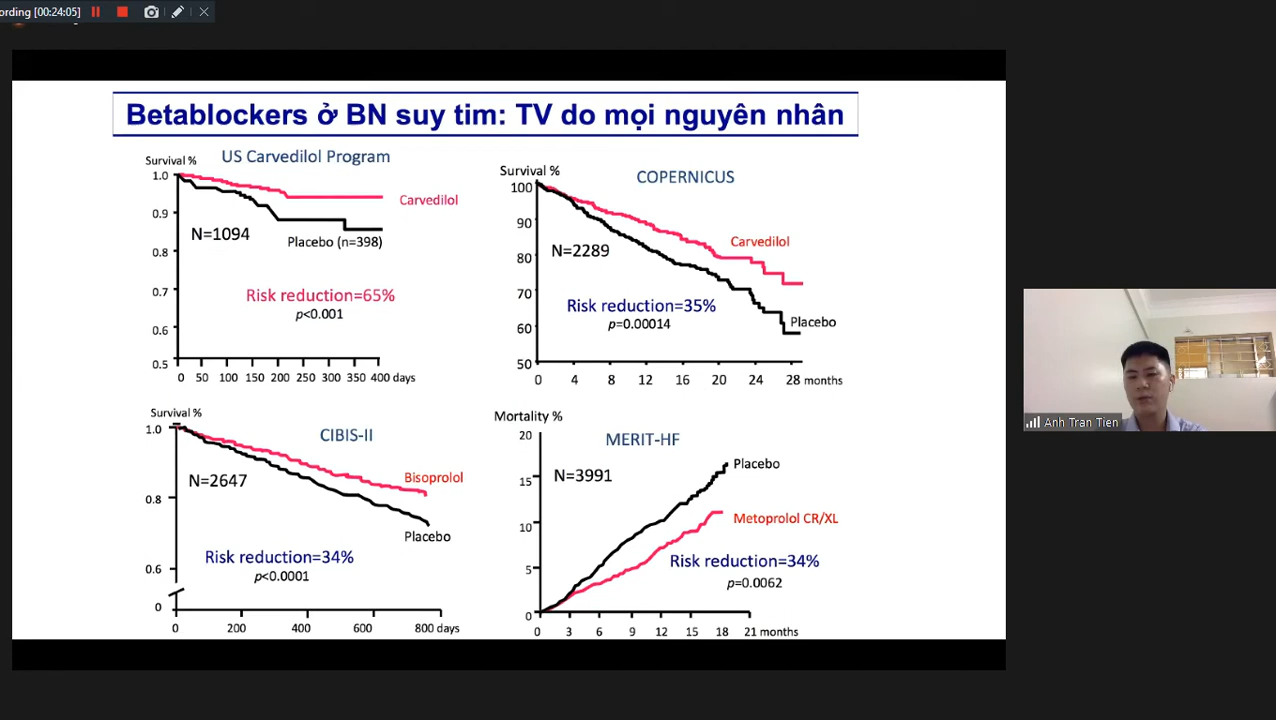 ording [00:24:05]
Betablockers ở BN suy tim: TV do mọi nguyên nhân
US Carvedilol Program
Survival %
1.0
0.9
0.8
0.7
0.6
0.5
N=1094
Carvedilol
Placebo (n=398)
Risk reduction=65%
p<0.001
0 50 100 150 200 250 300 350 400 days
COPERNICUS
Survival %
100
90
80
70
60
50
N=2289
Carvedilol
Risk reduction=35%
p=0.00014
Placebo
0 4 8 12 16 20 24 28 months
CIBIS-II
Survival %
1.0
0.8
0.6
0
N=2647
Bisoprolol
Placebo
Risk reduction=34%
p<0.0001
0 200 400 600 800 days
MERIT-HF
Mortality %
20
15
10
5
0
N=3991
Placebo
Metoprolol CR/XL
Risk reduction=34%
p=0.0062
0 3 6 9 12 15 18 21 months
Anh Tran Tien